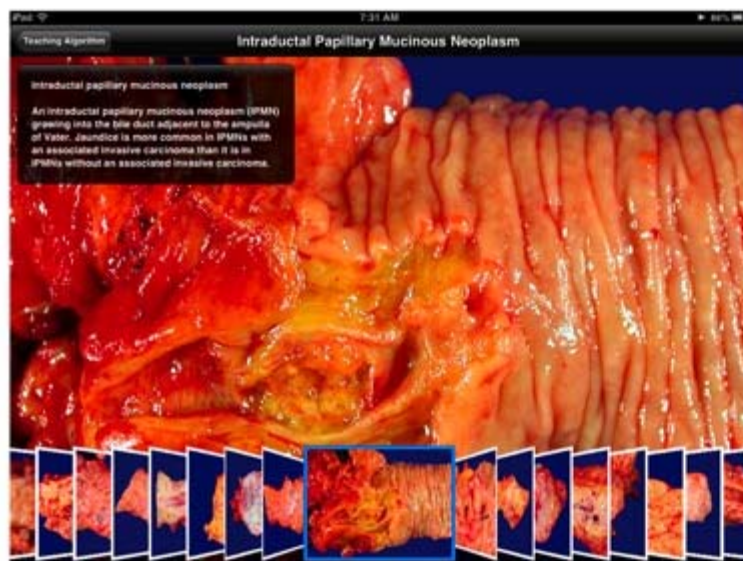 iPad 7:31 AM 86%
Teaching Algorithm Intraductal Papillary Mucinous Neoplasm
Intraductal papillary mucinous neoplasm
An intraductal papillary mucinous neoplasm (IPMN)
growing into the bile duct adjacent to the ampulla
of Vater. Jaundice is more common in IPMNs with
an associated invasive carcinoma than it is in
IPMNs without an associated invasive carcinoma.